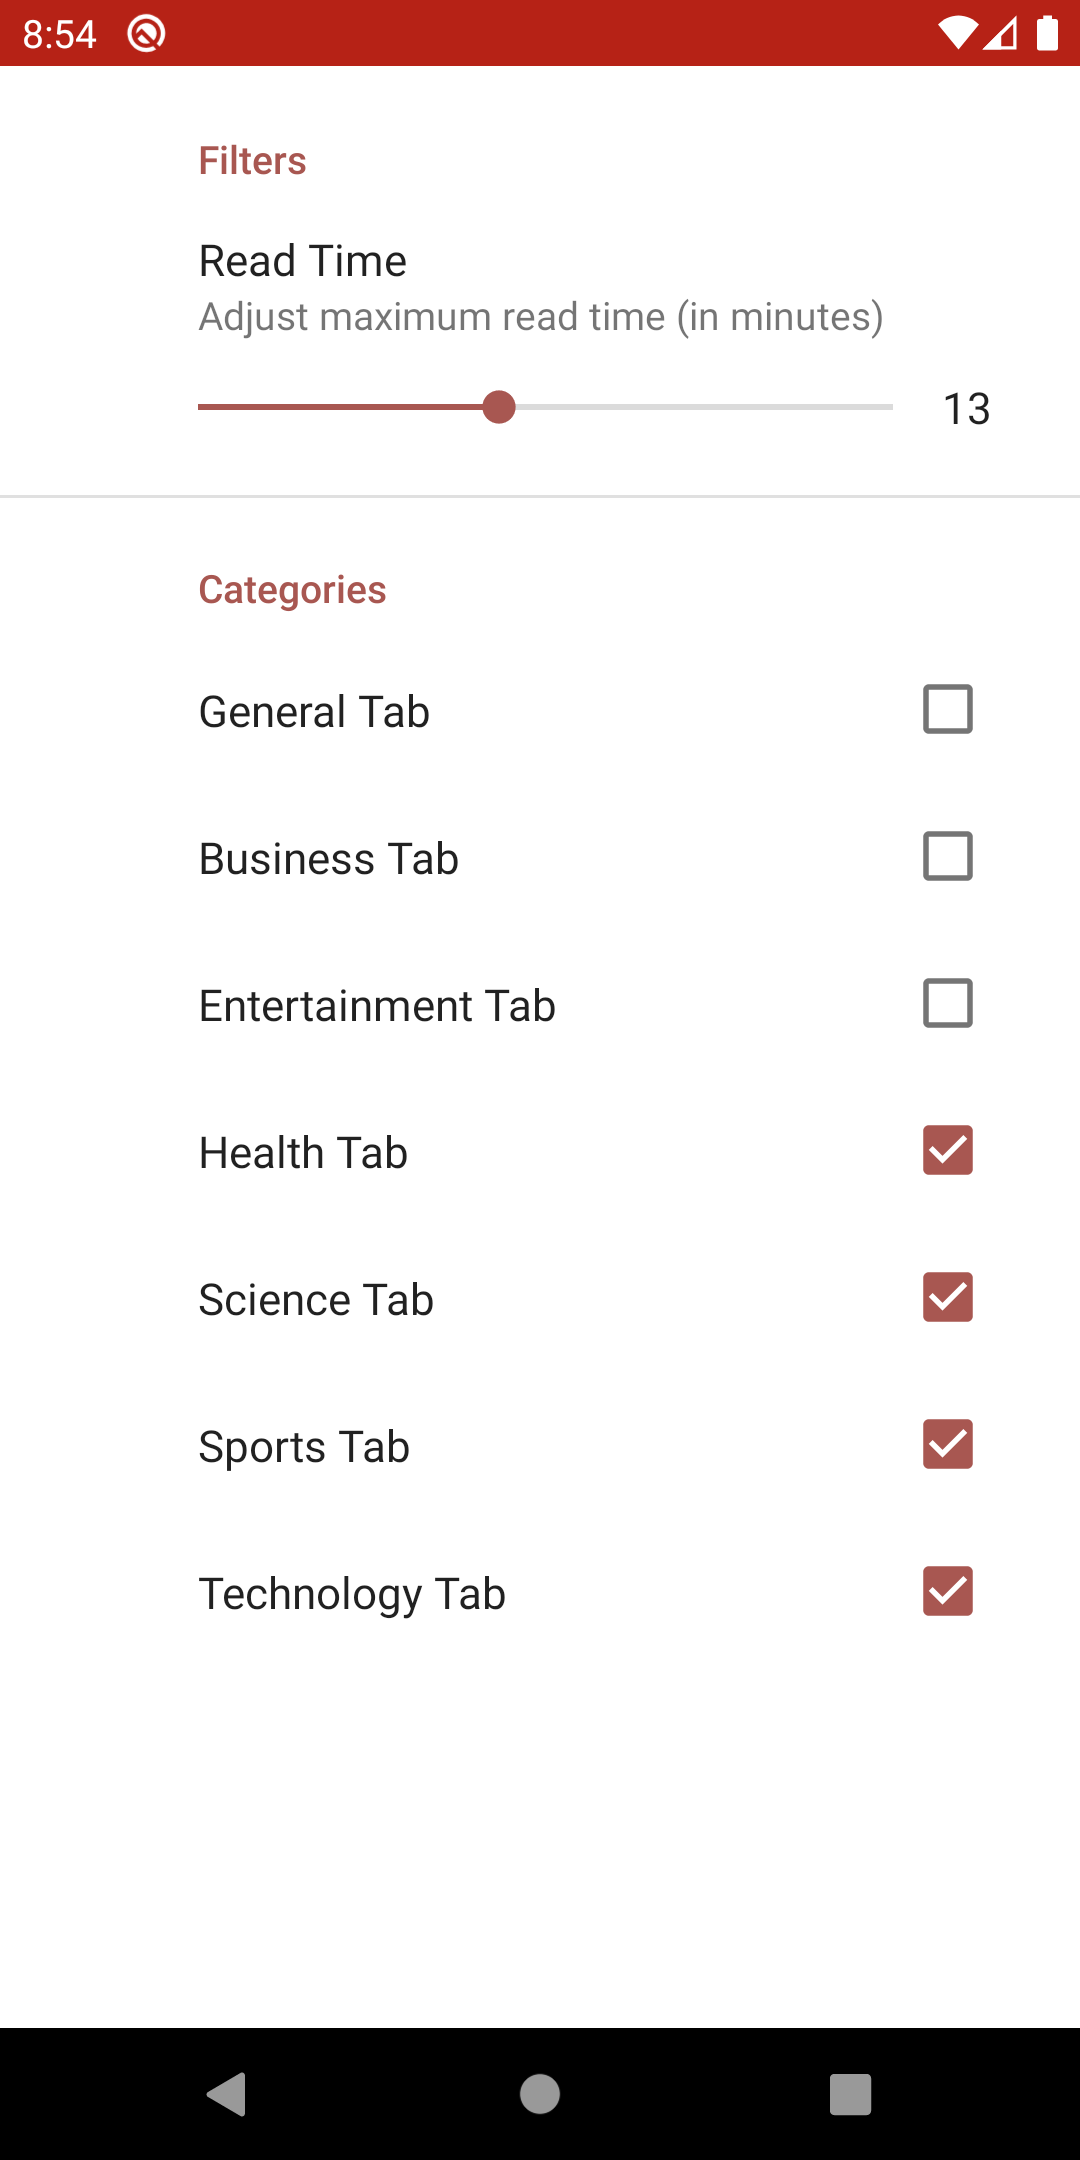 8:54
Filters
Read Time
Adjust maximum read time (in minutes)
13
Categories
General Tab
Business Tab
Entertainment Tab
Health Tab
Science Tab
Sports Tab
Technology Tab